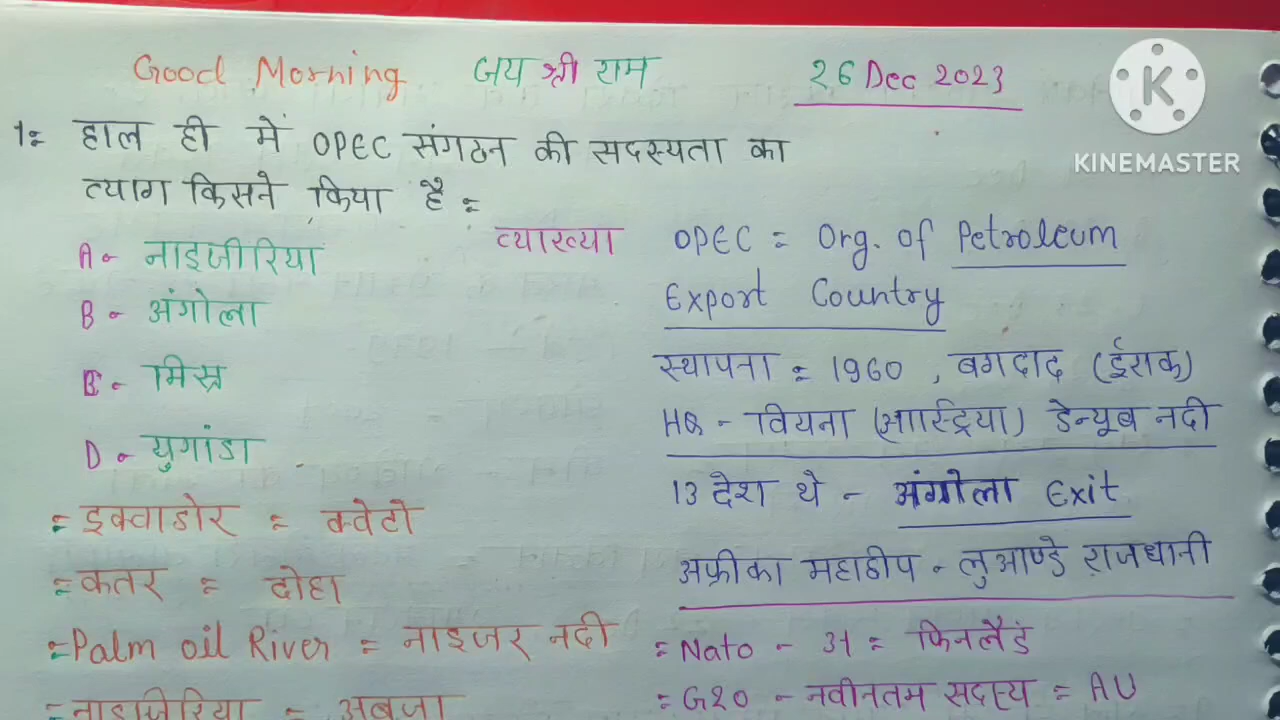 Good Morning जय श्री राम 26 Dec 2023
KINEMASTER
1= हाल ही में OPEC संगठन की सदस्यता का
त्याग किसने किया है =
A - नाइजीरिया
B - अंगोला
C - मिस्र
D - युगांडा
= इक्वाडोर = क्वेटो
= कतर = दोहा
= Palm oil River = नाइजर नदी
= नाइजिरिया = अबुजा
व्याख्या OPEC = Org. of Petroleum
Export Country
स्थापना = 1960 , बगदाद (ईराक)
HQ - वियना (आस्ट्रिया) डेन्यूब नदी
13 देश थे - अंगोला Exit
अफ्रीका महाद्वीप - लुआण्डे राजधानी
= Nato - 31 = फिनलैंड
= G20 - नवीनतम सदस्य = AU